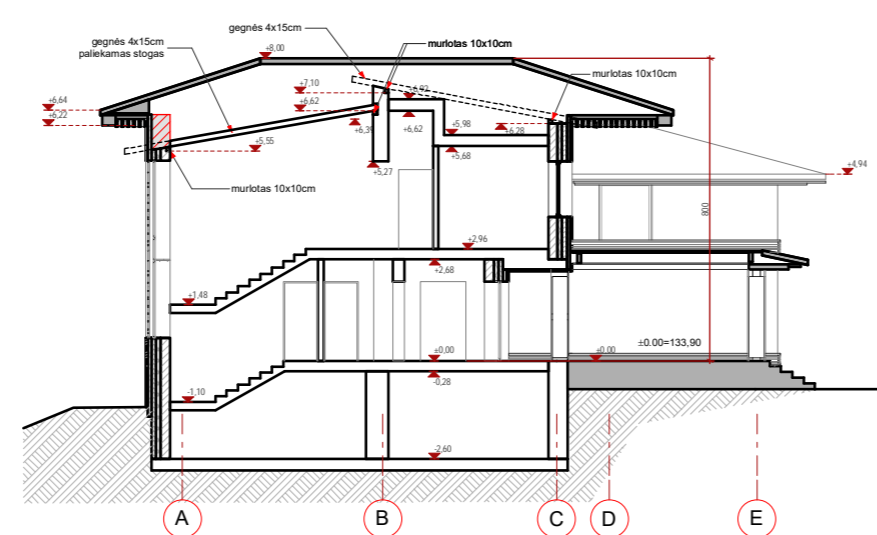 gegnės 4x15cm
gegnės 4x15cm
paliekamas stogas
murlotas 10x10cm
+8,00
murlotas 10x10cm
+7,10
+6,64
+6,62
+6,22
+6,39
+6,62
+6,28
+5,98
+5,55
+5,68
+5,27
+4,94
murlotas 10x10cm
800
+2,96
+2,68
+1,48
±0.00=133,90
±0,00
±0.00
-0,28
-1,10
-2,60
A
B
C
D
E